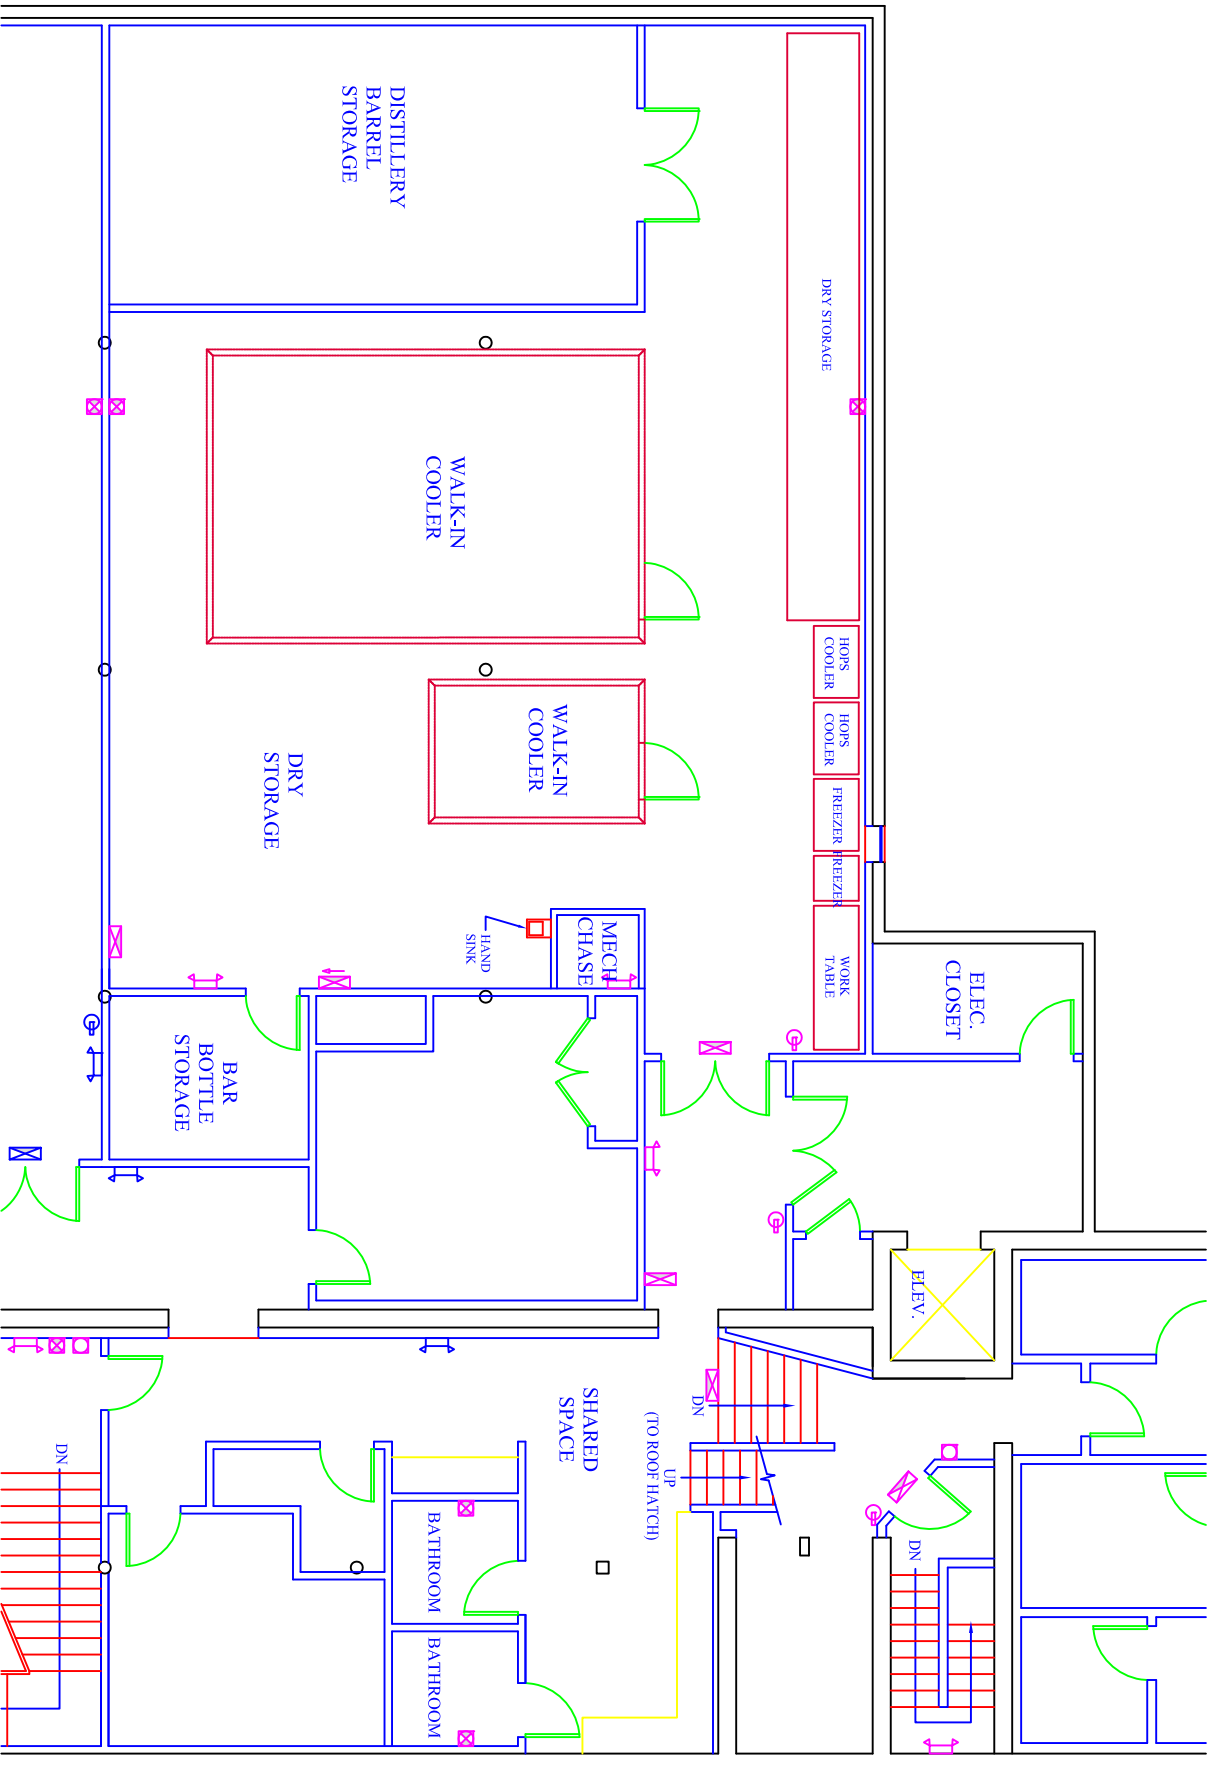 DISTILLERY
BARREL
STORAGE
DRY STORAGE
WALK-IN
COOLER
HOPS
COOLER
HOPS
COOLER
WALK-IN
COOLER
DRY
STORAGE
FREEZER
FREEZER
MECH
CHASE
HAND
SINK
WORK
TABLE
ELEC.
CLOSET
BAR
BOTTLE
STORAGE
ELEV.
SHARED
SPACE
DN
UP
(TO ROOF HATCH)
DN
BATHROOM
DN
BATHROOM